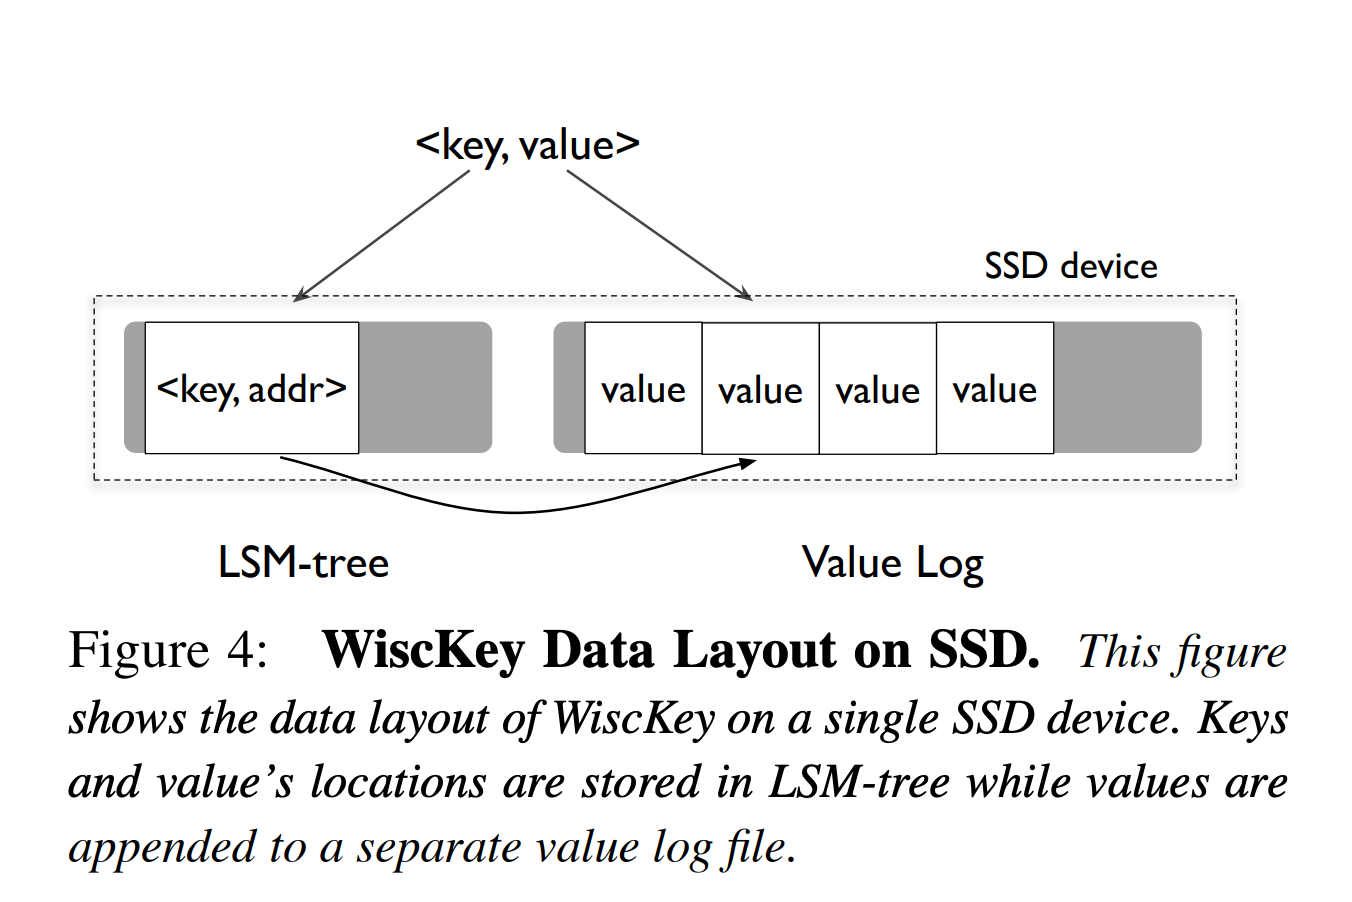 <key, value>
SSD device
<key, addr>
value
value
value
value
LSM-tree
Value Log
Figure 4: WiscKey Data Layout on SSD. This figure
shows the data layout of WiscKey on a single SSD device. Keys
and value’s locations are stored in LSM-tree while values are
appended to a separate value log file.